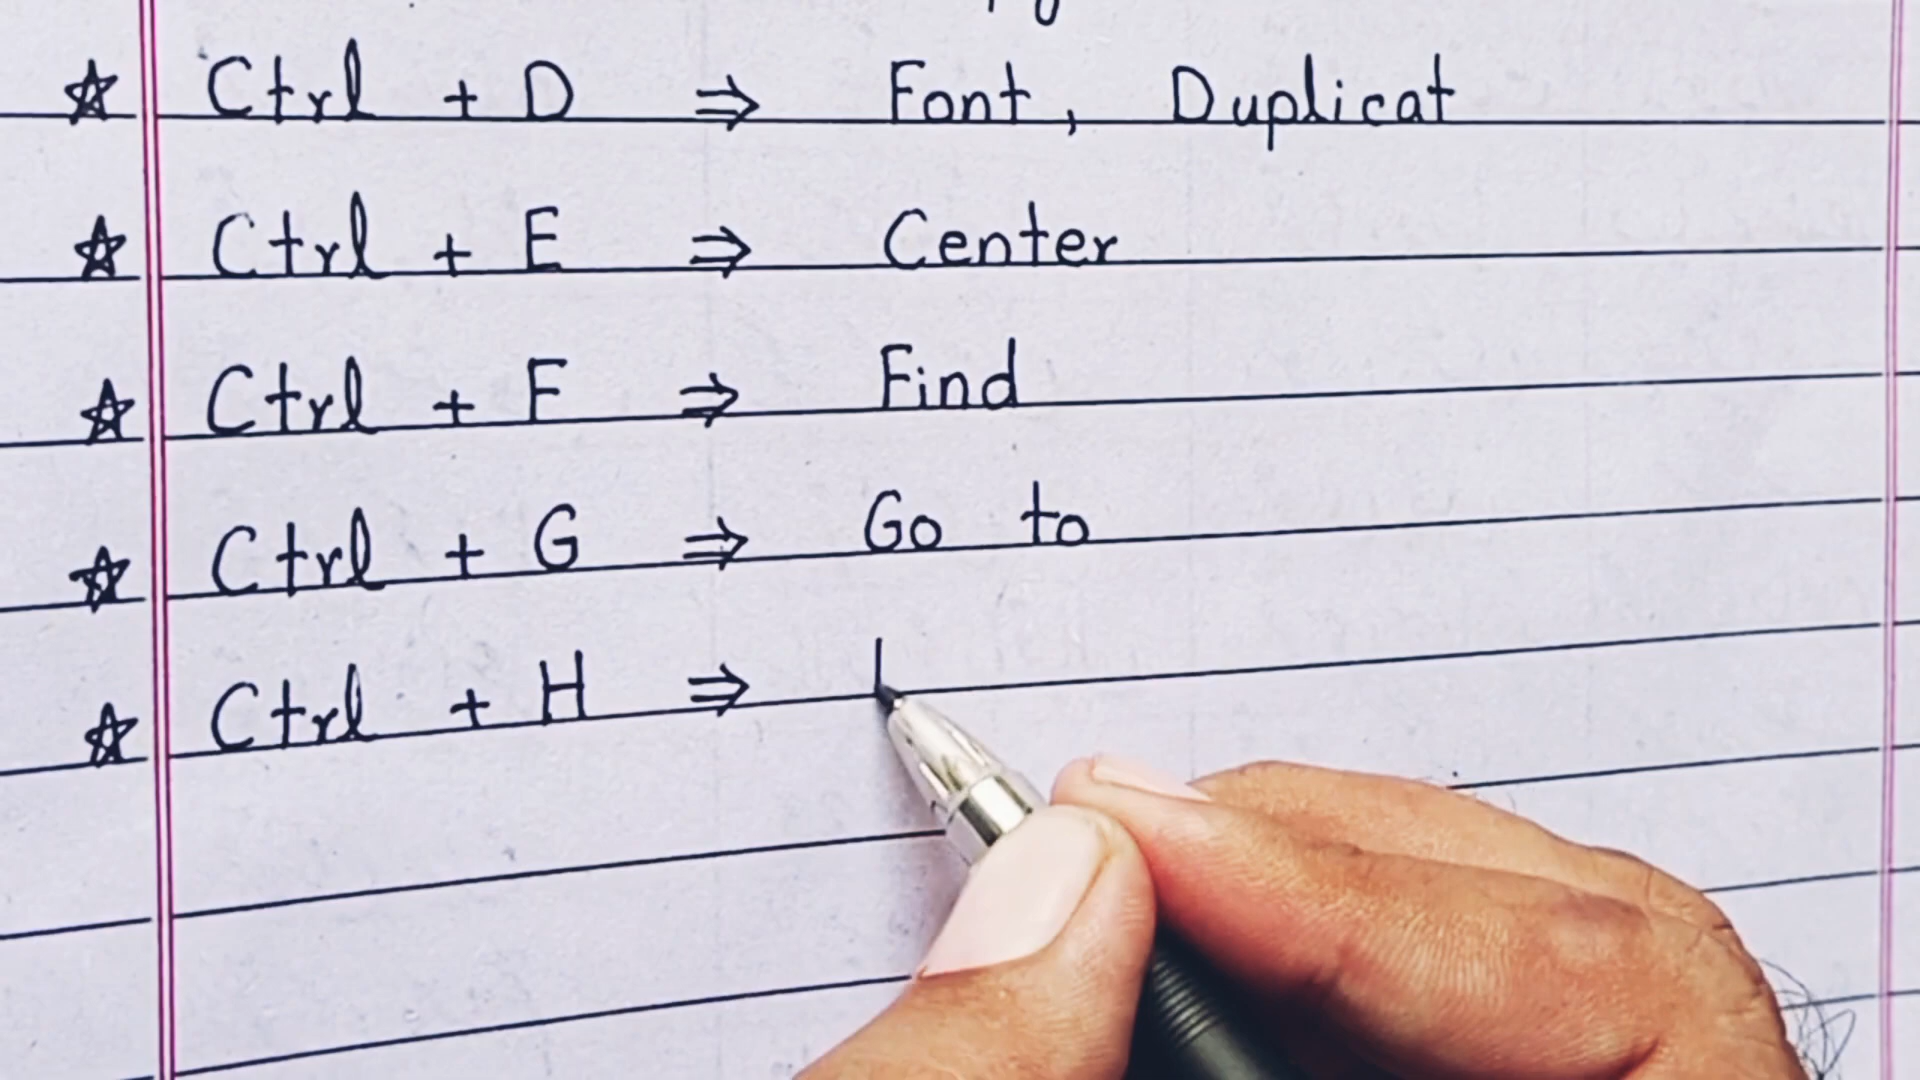 ☆ Ctrl + D ⇒ Font, Duplicat
☆ Ctrl + E ⇒ Center
☆ Ctrl + F ⇒ Find
☆ Ctrl + G ⇒ Go to
☆ Ctrl + H ⇒